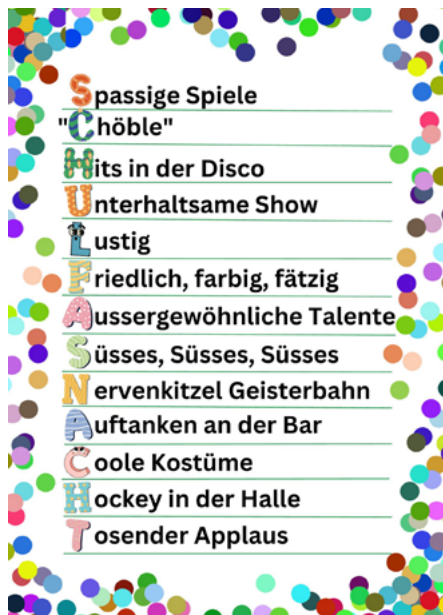 Spassige Spiele
"Chöble"
Hits in der Disco
Unterhaltsame Show
Lustig
Friedlich, farbig, fätzig
Aussergewöhnliche Talente
Süsses, Süsses, Süsses
Nervenkitzel Geisterbahn
Auftanken an der Bar
Coole Kostüme
Hockey in der Halle
Tosender Applaus